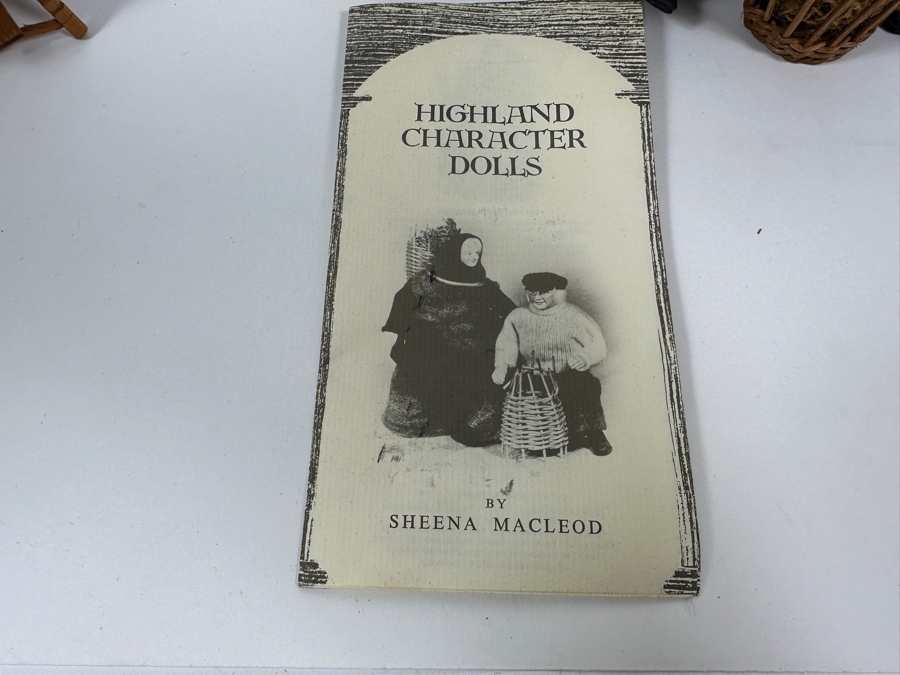 HIGHLAND
CHARACTER
DOLLS
BY
SHEENA MACLEOD